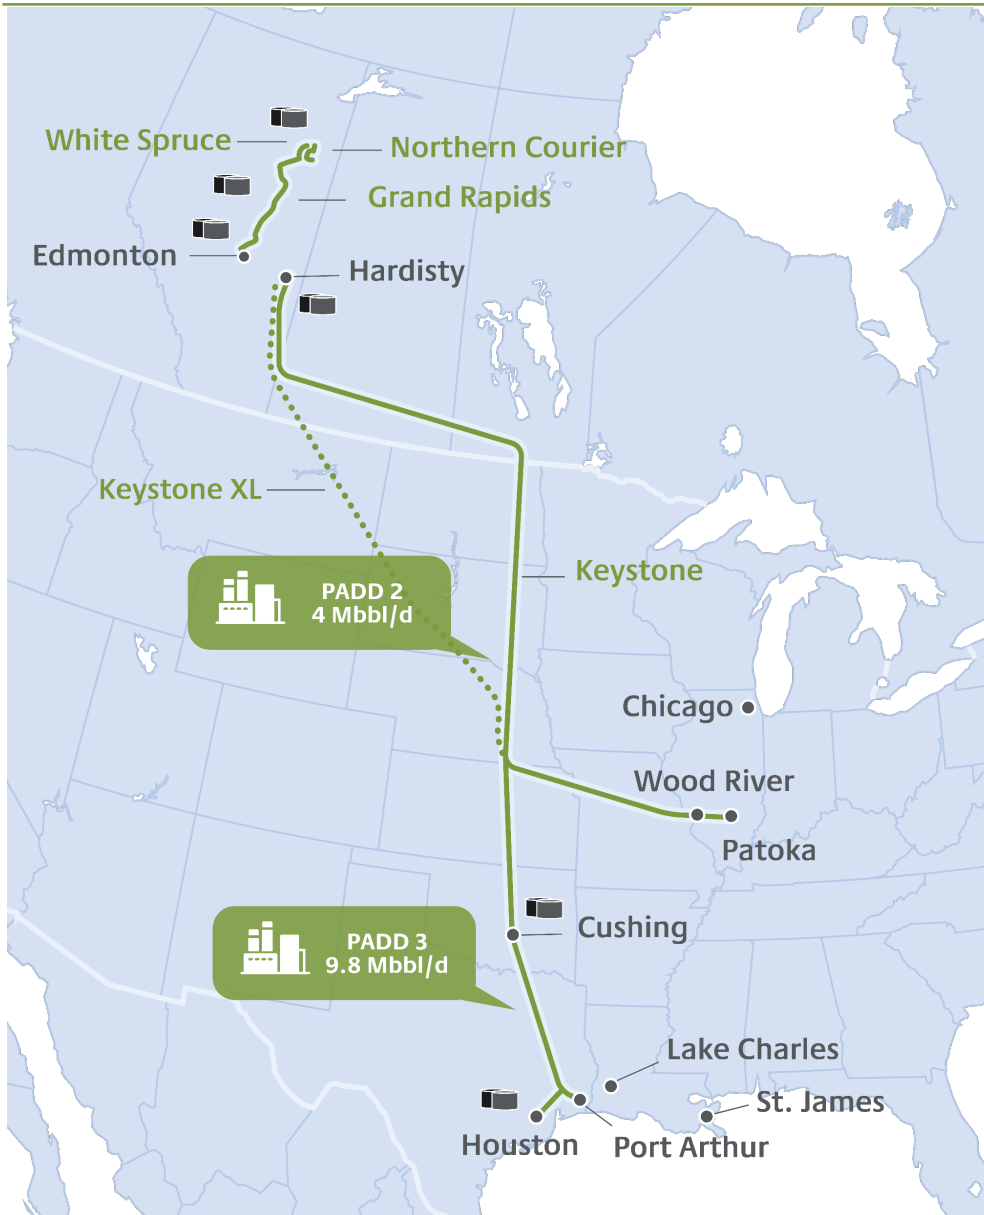 White Spruce
Northern Courier
Grand Rapids
Edmonton
Hardisty
Keystone XL
Keystone
PADD 2
4 Mbbl/d
Chicago
Wood River
Patoka
Cushing
PADD 3
9.8 Mbbl/d
Lake Charles
St. James
Houston
Port Arthur